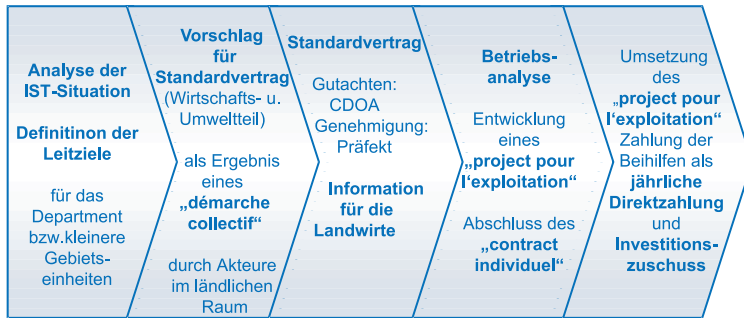 Analyse der
IST-Situation
Definitinon der
Leitziele
für das
Department
bzw.kleinere
Gebiets-
einheiten
Vorschlag
für
Standardvertrag
(Wirtschafts- u.
Umweltteil)
als Ergebnis
eines
„démarche
collectif“
durch Akteure
im ländlichen
Raum
Standardvertrag
Gutachten:
CDOA
Genehmigung:
Präfekt
Information
für die
Landwirte
Betriebs-
analyse
Entwicklung
eines
„project pour
l‘exploitation“
Abschluss des
„contract
individuel“
Umsetzung
des
„project pour
l‘exploitation“
Zahlung der
Beihilfen als
jährliche
Direktzahlung
und
Investitions-
zuschuss